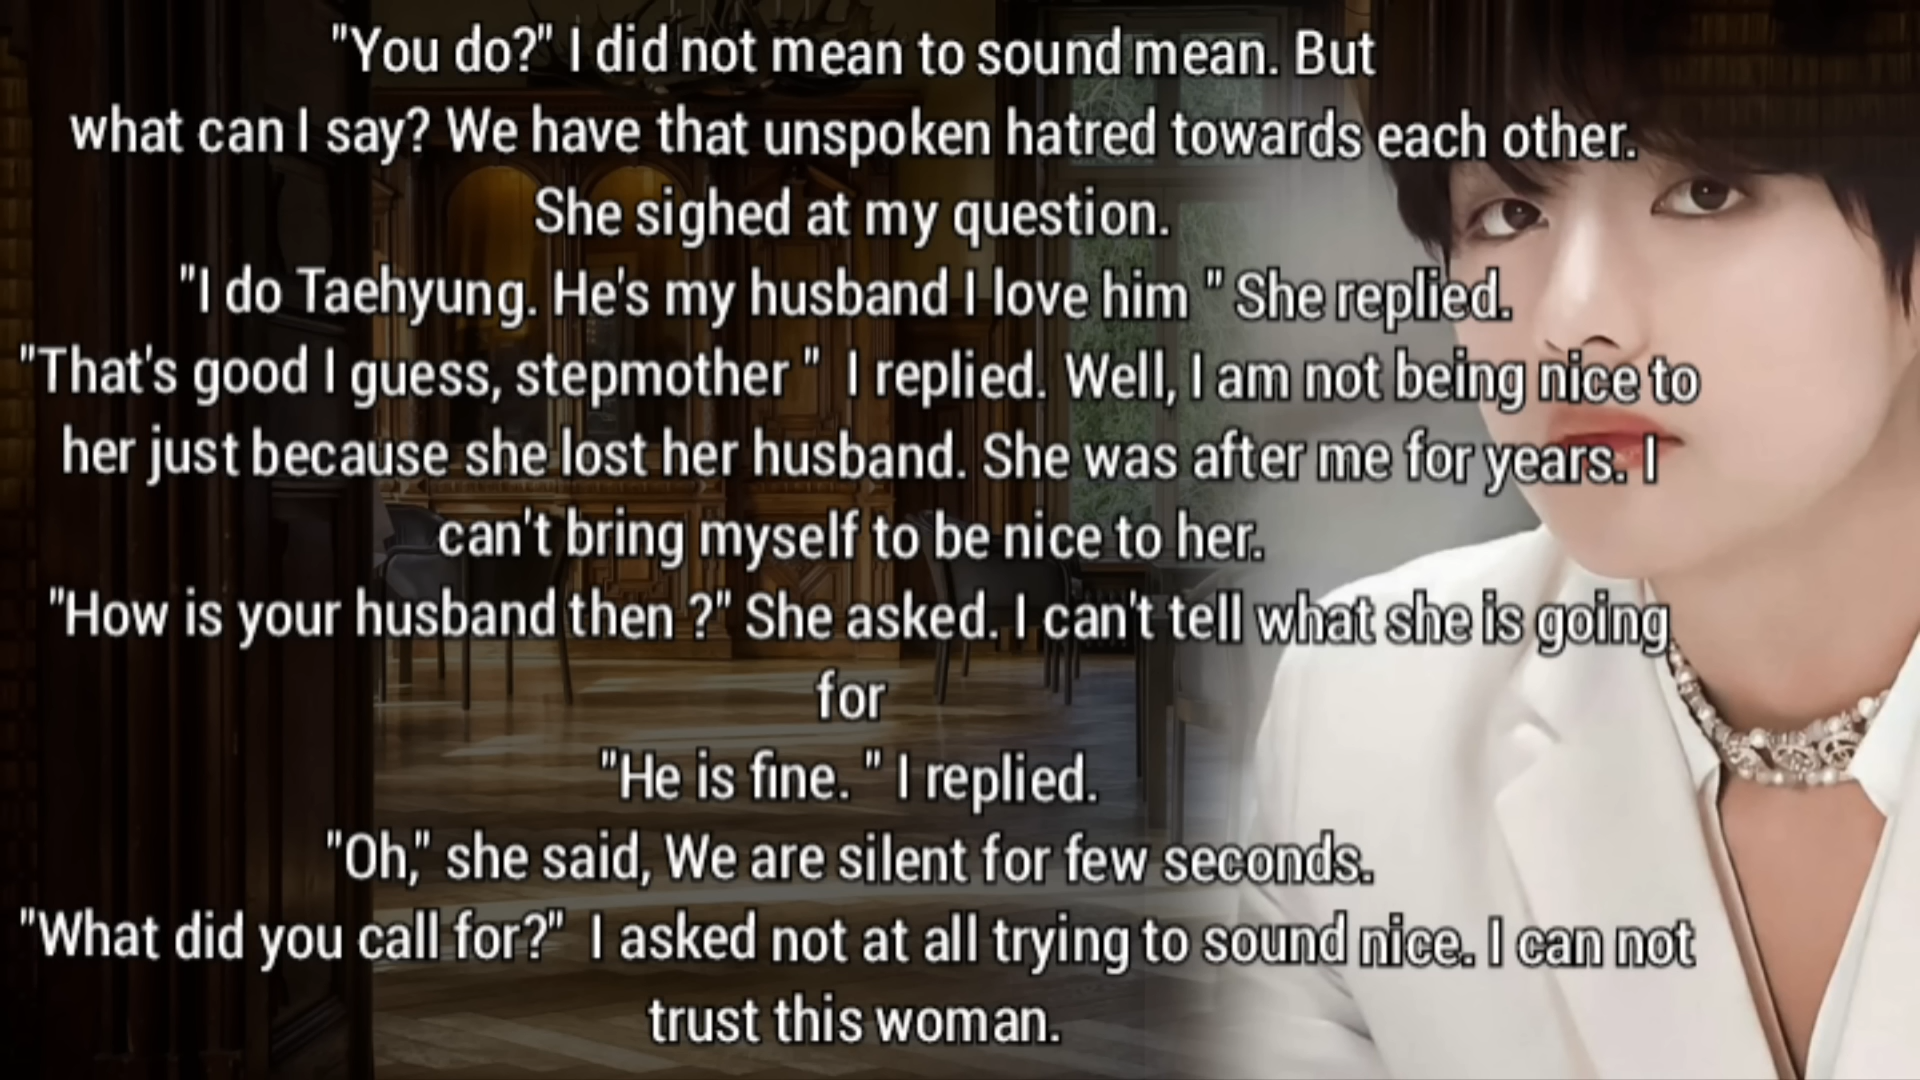 "You do?" I did not mean to sound mean. But
what can I say? We have that unspoken hatred towards each other.
She sighed at my question.
"I do Taehyung. He's my husband I love him " She replied.
"That's good I guess, stepmother "  I replied. Well, I am not being nice to
her just because she lost her husband. She was after me for years. I
can't bring myself to be nice to her.
"How is your husband then ?" She asked. I can't tell what she is going
for
"He is fine. " I replied.
"Oh," she said, We are silent for few seconds.
"What did you call for?"  I asked not at all trying to sound nice. I can not
trust this woman.